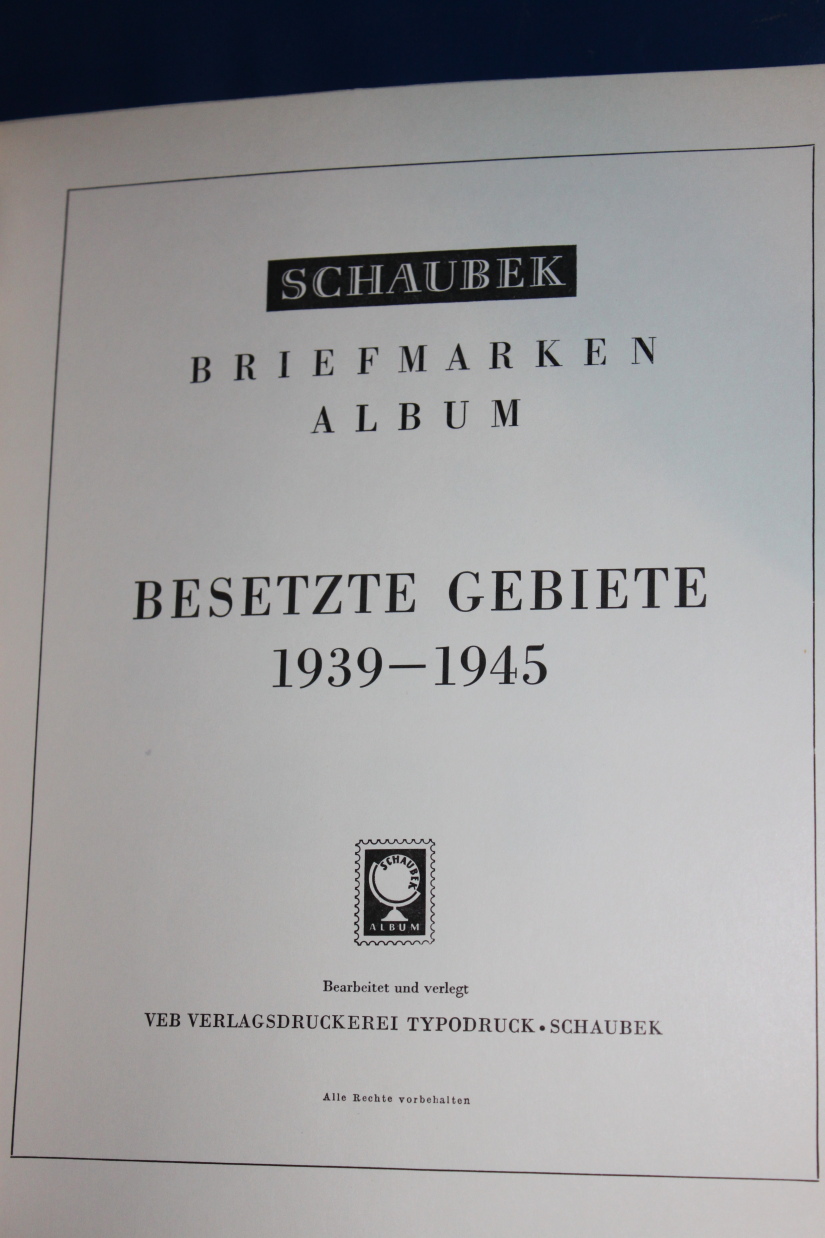 SCHAUBEK
BRIEFMARKEN
ALBUM
BESETZTE GEBIETE
1939–1945
SCHAUBEK
ALBUM
Bearbeitet und verlegt
VEB VERLAGSDRUCKEREI TYPODRUCK • SCHAUBEK
Alle Rechte vorbehalten